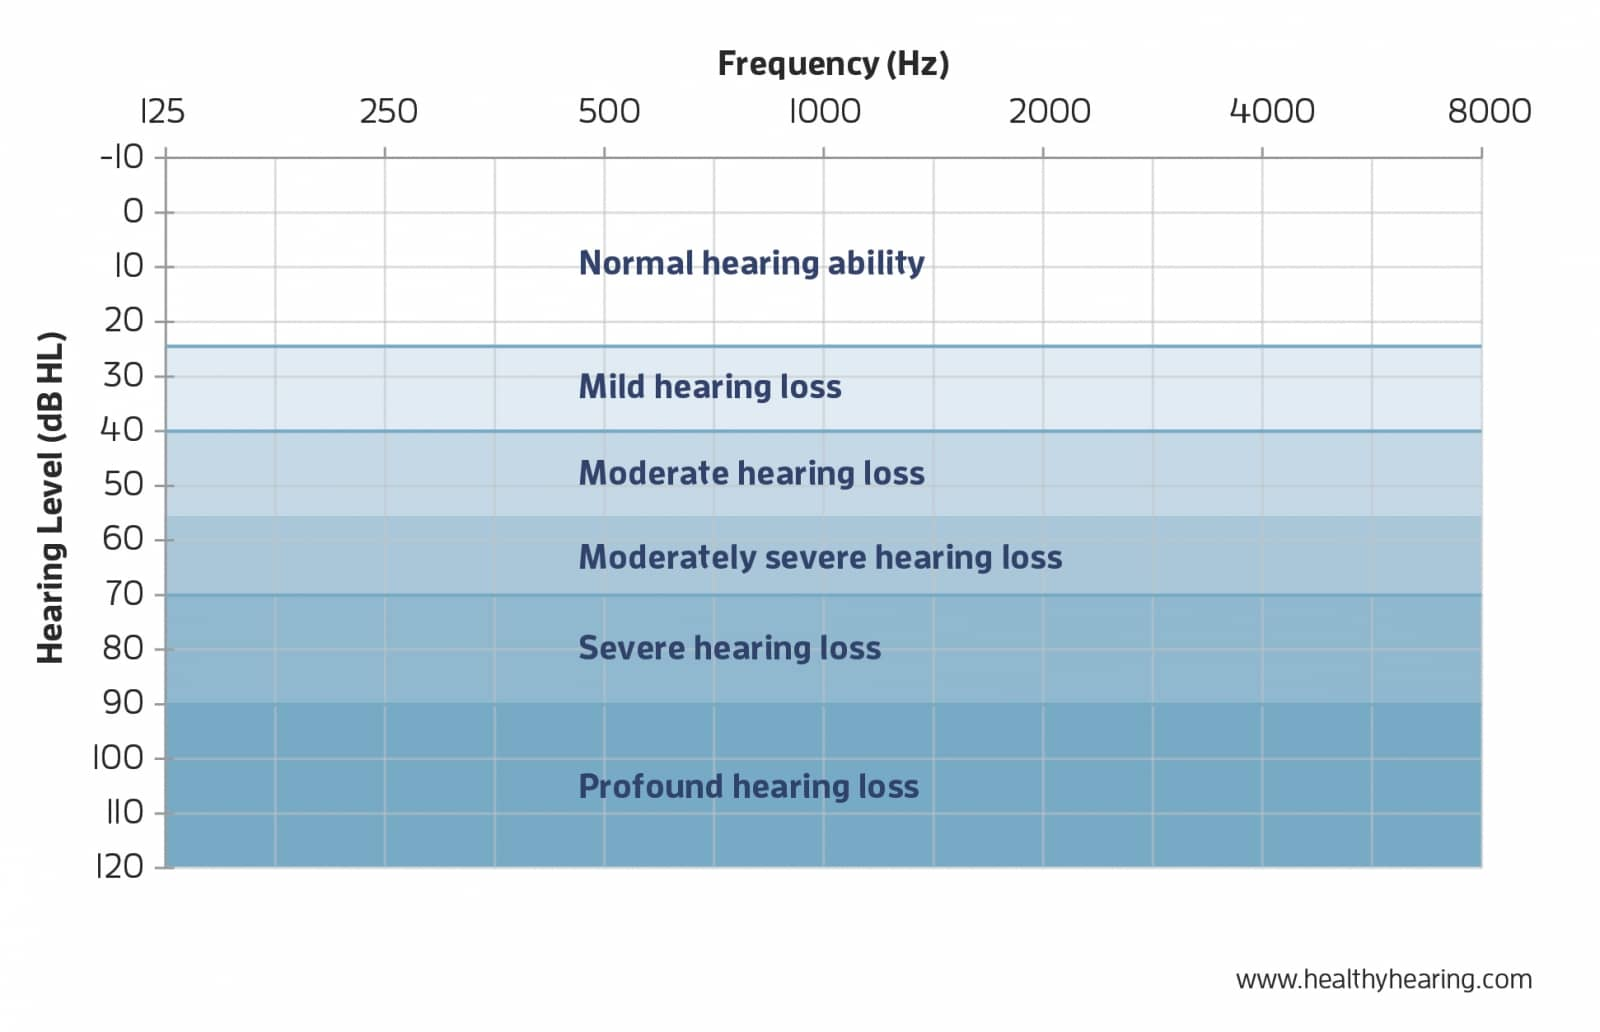 Frequency (Hz)
125 250 500 1000 2000 4000 8000
-10
0
10
20
30
40
50
60
70
80
90
100
110
120
Hearing Level (dB HL)
Normal hearing ability
Mild hearing loss
Moderate hearing loss
Moderately severe hearing loss
Severe hearing loss
Profound hearing loss
www.healthyhearing.com